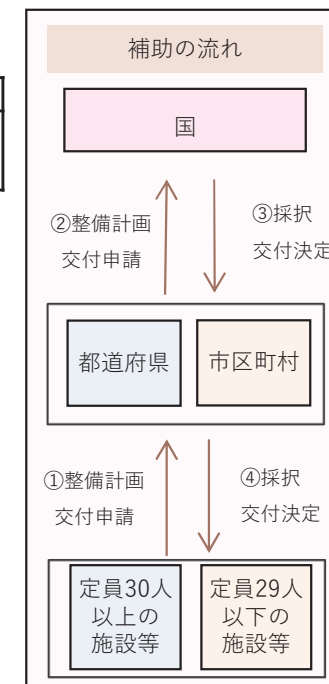 補助の流れ
国
②整備計画
交付申請
③採択
交付決定
都道府県
市区町村
①整備計画
交付申請
④採択
交付決定
定員30人
以上の
施設等
定員29人
以下の
施設等